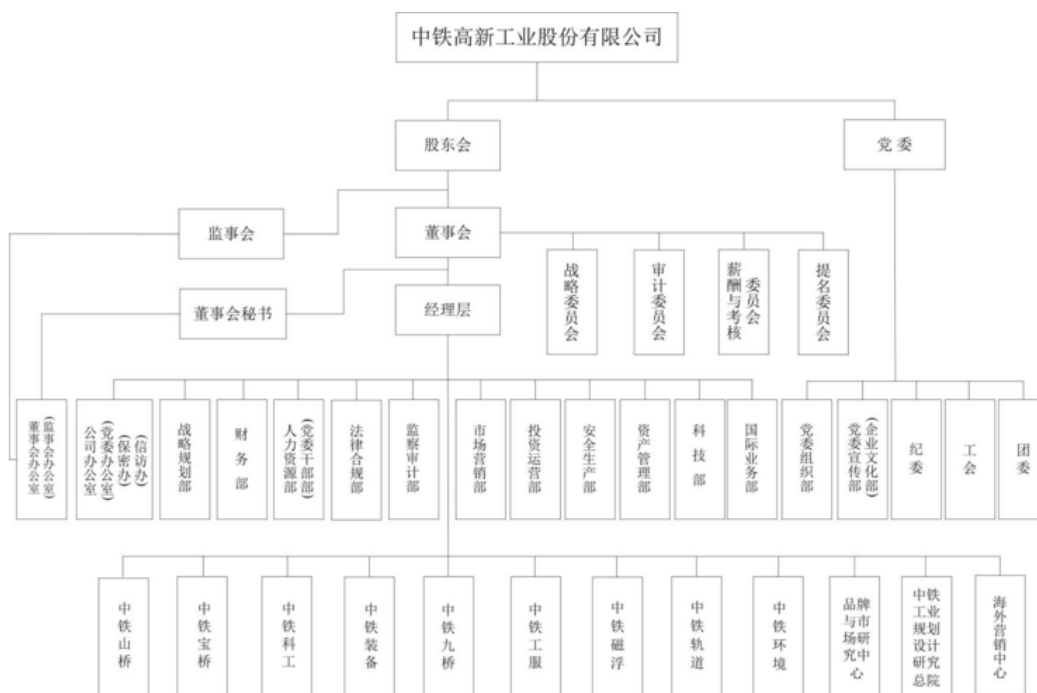 中铁高新工业股份有限公司
股东会
党委
监事会
董事会
战略委员会
审计委员会
薪酬与考核
委员会
提名委员会
董事会秘书
经理层
董事会办公室
(监事会办公室)
公司办公室
(党委办公室)
(保密办)
(信访办)
战略规划部
财务部
人力资源部
(党委干部部)
法律合规部
监察审计部
市场营销部
投资运营部
安全生产部
资产管理部
科技部
国际业务部
党委组织部
党委宣传部
(企业文化部)
纪委
工会
团委
中铁山桥
中铁宝桥
中铁科工
中铁装备
中铁九桥
中铁工服
中铁磁浮
中铁轨道
中铁环境
品牌与市场研究中心
中铁工业规划设计研究总院
海外营销中心